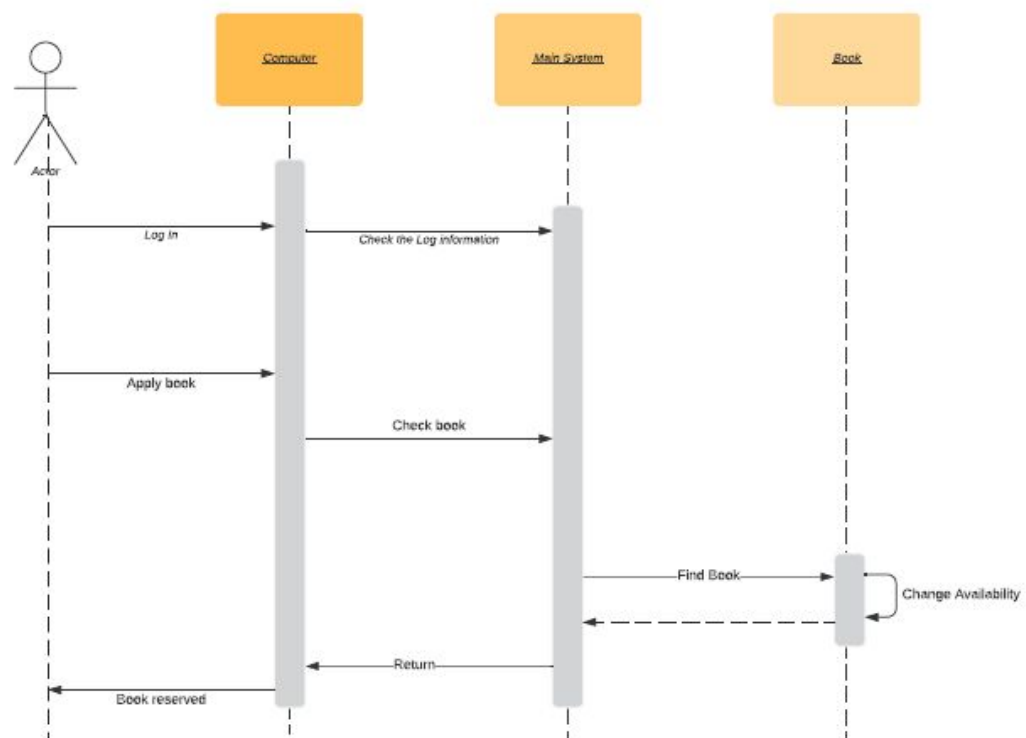 Computer
Main System
Book
Actor
Log In
Check the Log information
Apply book
Check book
Find Book
Change Availability
Return
Book reserved